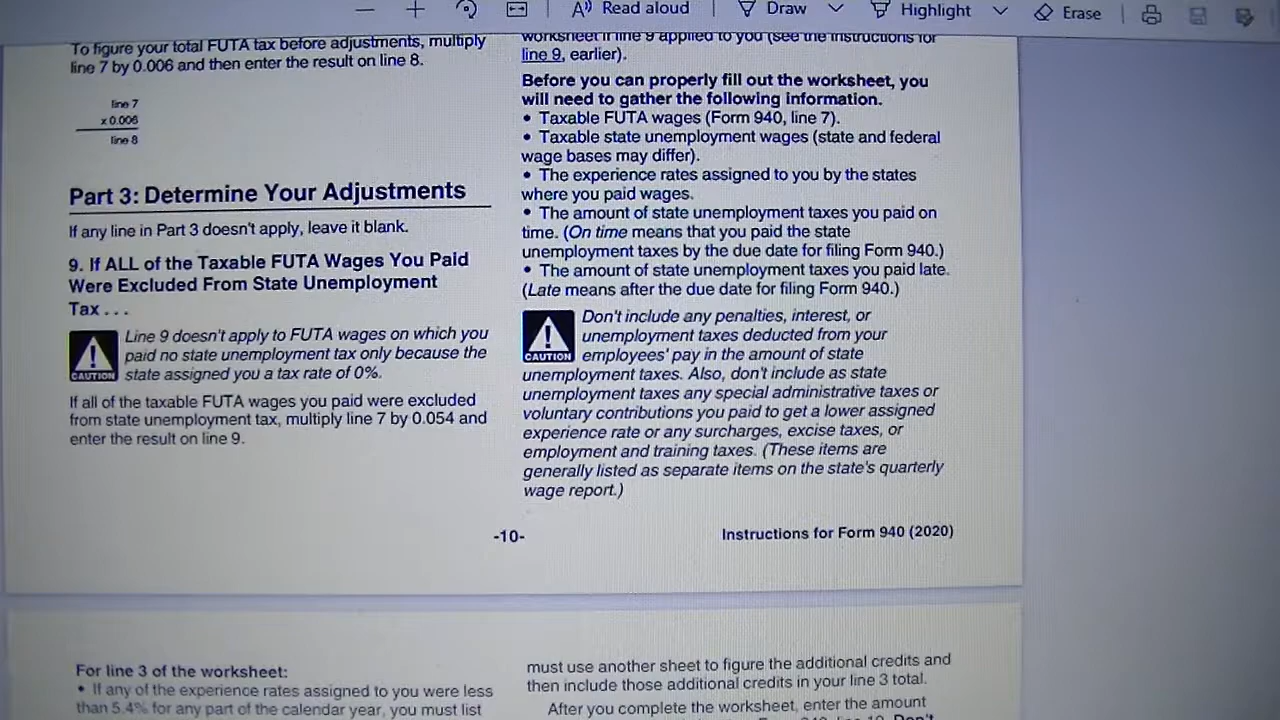 Read aloud
Draw
Highlight
Erase
To figure your total FUTA tax before adjustments, multiply
line 7 by 0.006 and then enter the result on line 8.
line 7
x 0.006
line 8
Part 3: Determine Your Adjustments
If any line in Part 3 doesn't apply, leave it blank.
9. If ALL of the Taxable FUTA Wages You Paid
Were Excluded From State Unemployment
Tax . . .
CAUTION
Line 9 doesn't apply to FUTA wages on which you
paid no state unemployment tax only because the
state assigned you a tax rate of 0%.
If all of the taxable FUTA wages you paid were excluded
from state unemployment tax, multiply line 7 by 0.054 and
enter the result on line 9.
worksheet if line 9 applied to you (see the instructions for
line 9, earlier).
Before you can properly fill out the worksheet, you
will need to gather the following information.
• Taxable FUTA wages (Form 940, line 7).
• Taxable state unemployment wages (state and federal
wage bases may differ).
• The experience rates assigned to you by the states
where you paid wages.
• The amount of state unemployment taxes you paid on
time. (On time means that you paid the state
unemployment taxes by the due date for filing Form 940.)
• The amount of state unemployment taxes you paid late.
(Late means after the due date for filing Form 940.)
CAUTION
Don't include any penalties, interest, or
unemployment taxes deducted from your
employees' pay in the amount of state
unemployment taxes. Also, don't include as state
unemployment taxes any special administrative taxes or
voluntary contributions you paid to get a lower assigned
experience rate or any surcharges, excise taxes, or
employment and training taxes. (These items are
generally listed as separate items on the state's quarterly
wage report.)
-10-
Instructions for Form 940 (2020)
For line 3 of the worksheet:
• If any of the experience rates assigned to you were less
than 5.4% for any part of the calendar year, you must list
must use another sheet to figure the additional credits and
then include those additional credits in your line 3 total.
After you complete the worksheet, enter the amount